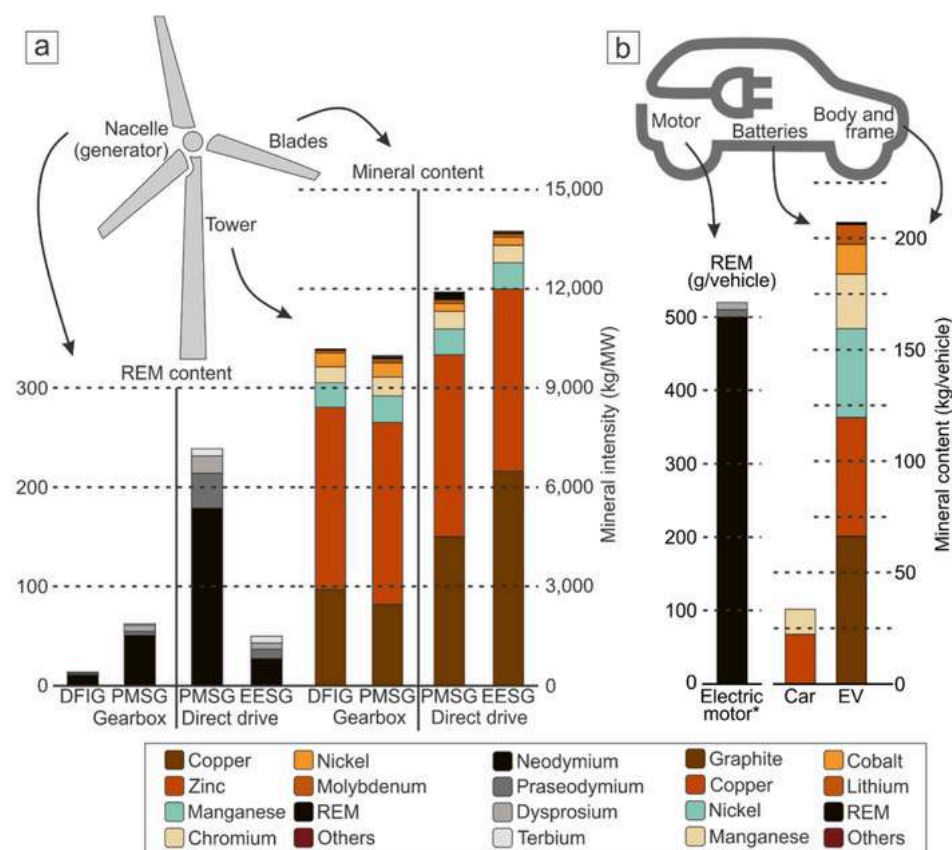 a
Nacelle
(generator)
Blades
Tower
Mineral content
REM content
300
200
100
0
15,000
12,000
9,000
6,000
3,000
0
Mineral intensity (kg/MW)
DFIG PMSG PMSG EESG DFIG PMSG PMSG EESG
Gearbox Direct drive Gearbox Direct drive
b
Motor
Batteries
Body and
frame
REM
(g/vehicle)
500
400
300
200
100
0
200
150
100
50
0
Mineral content (kg/vehicle)
Electric
motor*
Car
EV
Copper
Zinc
Manganese
Chromium
Nickel
Molybdenum
REM
Others
Neodymium
Praseodymium
Dysprosium
Terbium
Graphite
Copper
Nickel
Manganese
Cobalt
Lithium
REM
Others